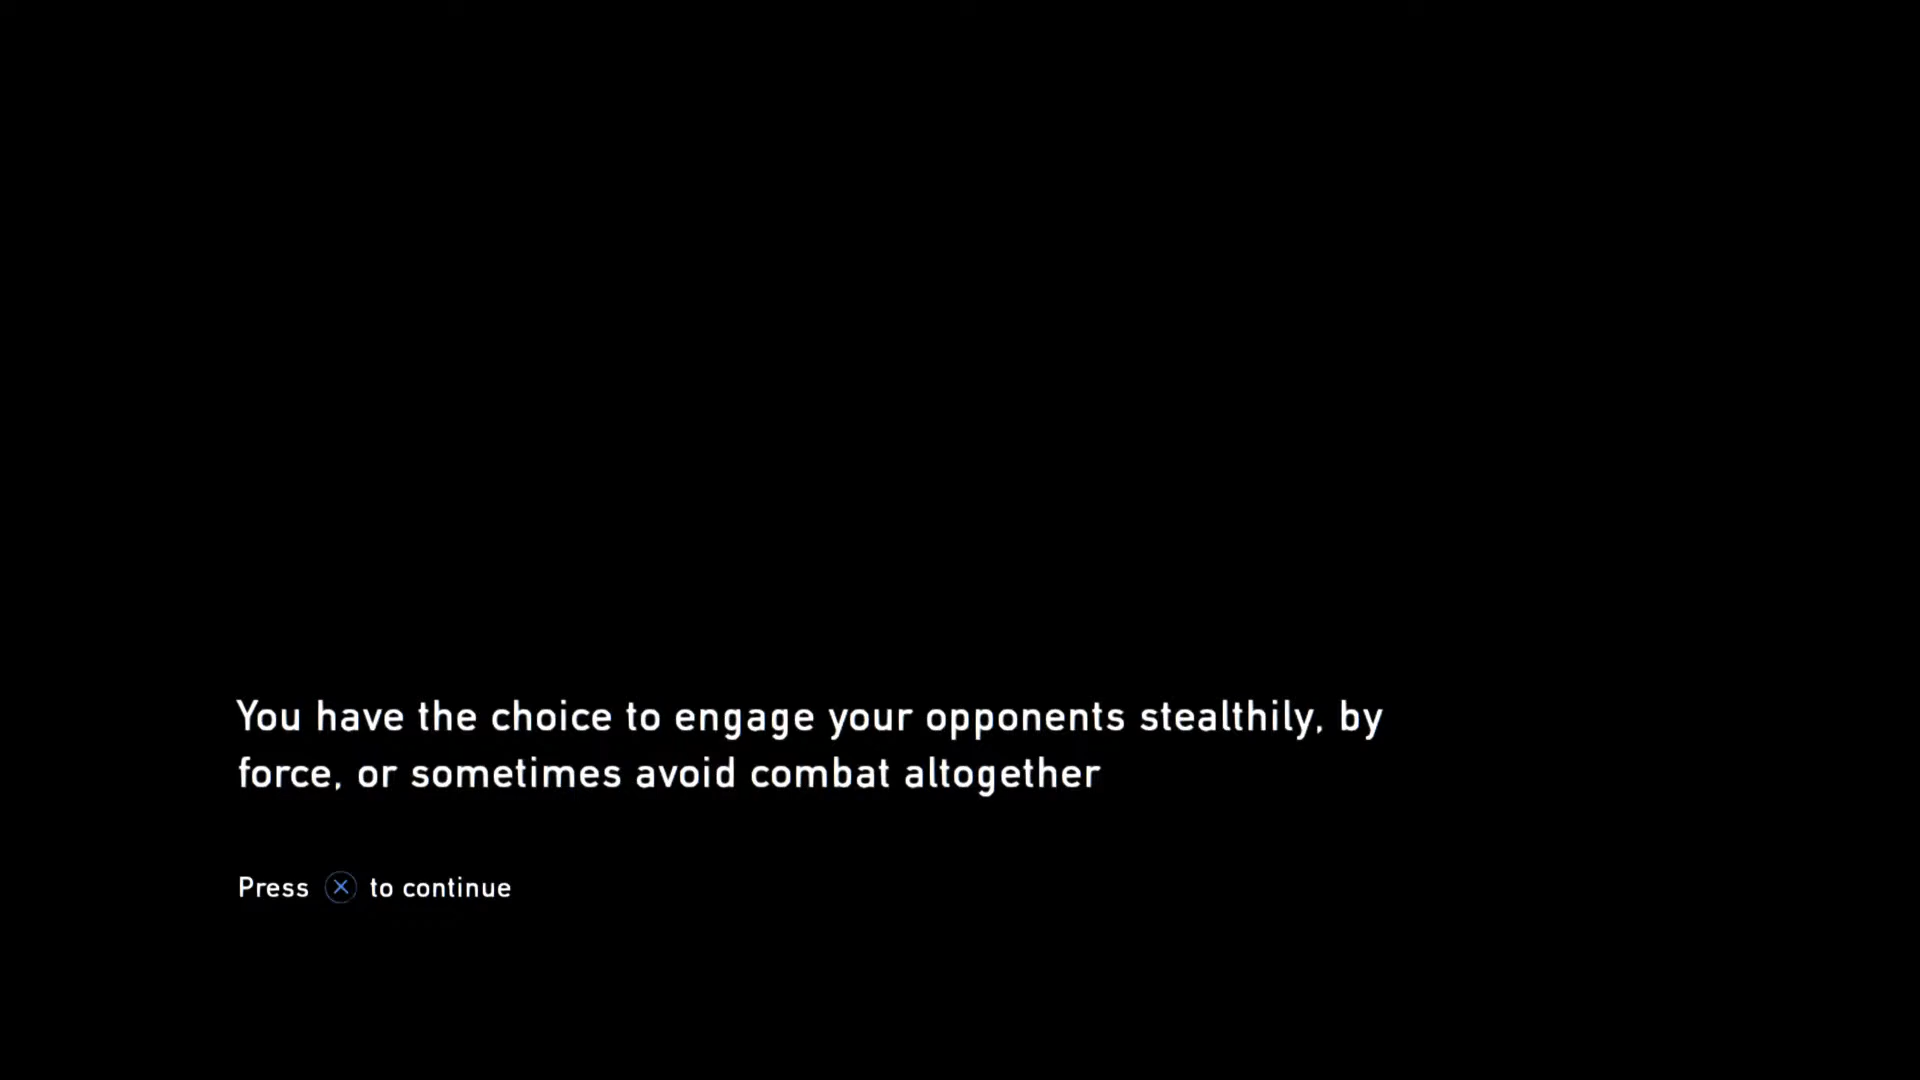 You have the choice to engage your opponents stealthily, by
force, or sometimes avoid combat altogether
Press ⓧ to continue